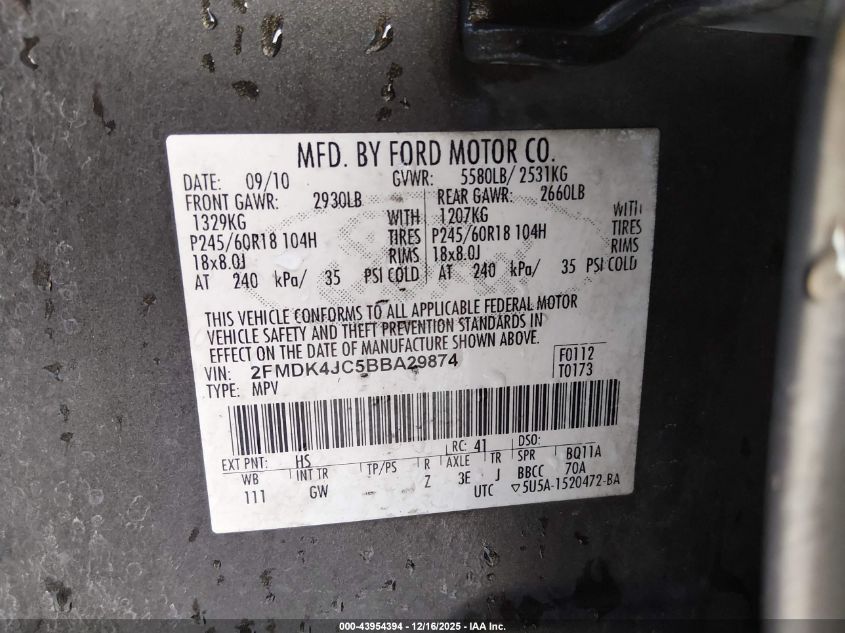 MFD. BY FORD MOTOR CO.
DATE: 09/10 GVWR: 5580LB/ 2531KG
FRONT GAWR: 2930LB REAR GAWR: 2660LB
1329KG WITH 1207KG WITH
P245/60R18 104H TIRES P245/60R18 104H TIRES
18x8.0J RIMS 18x8.0J RIMS
AT 240 kPa/ 35 PSI COLD AT 240 kPa/ 35 PSI COLD
THIS VEHICLE CONFORMS TO ALL APPLICABLE FEDERAL MOTOR
VEHICLE SAFETY AND THEFT PREVENTION STANDARDS IN
EFFECT ON THE DATE OF MANUFACTURE SHOWN ABOVE.
VIN: 2FMDK4JC5BBA29874 F0112
TYPE: MPV T0173
EXT PNT: HS RC: 41 DSO: BQ11A
WB INT TR TP/PS R AXLE TR SPR BBCC 70A
111 GW Z 3E J
UTC ▽5U5A-1520472-BA
000-43954394 - 12/16/2025 - IAA Inc.